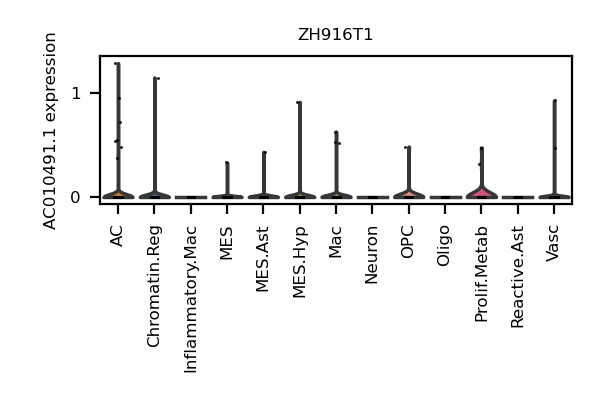 ZH916T1
AC010491.1 expression
1
0
AC
Chromatin.Reg
Inflammatory.Mac
MES
MES.Ast
MES.Hyp
Mac
Neuron
OPC
Oligo
Prolif.Metab
Reactive.Ast
Vasc